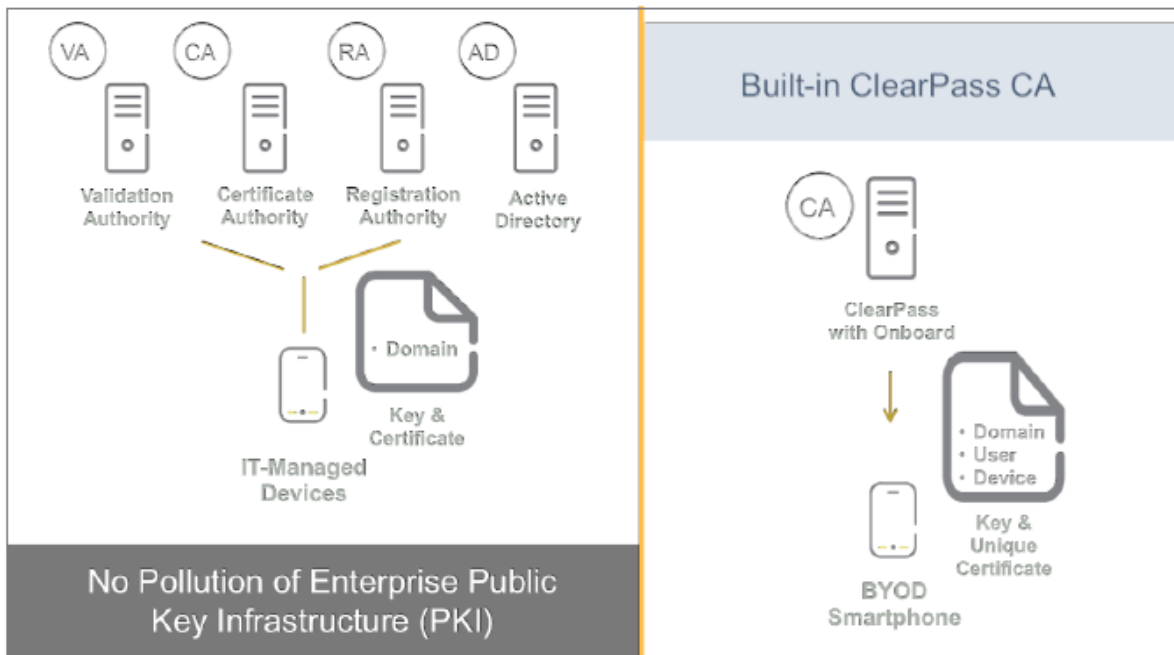 VA
CA
RA
AD
Validation
Authority
Certificate
Authority
Registration
Authority
Active
Directory
• Domain
Key &
Certificate
IT-Managed
Devices
No Pollution of Enterprise Public
Key Infrastructure (PKI)
Built-in ClearPass CA
CA
ClearPass
with Onboard
• Domain
• User
• Device
Key &
Unique
Certificate
BYOD
Smartphone